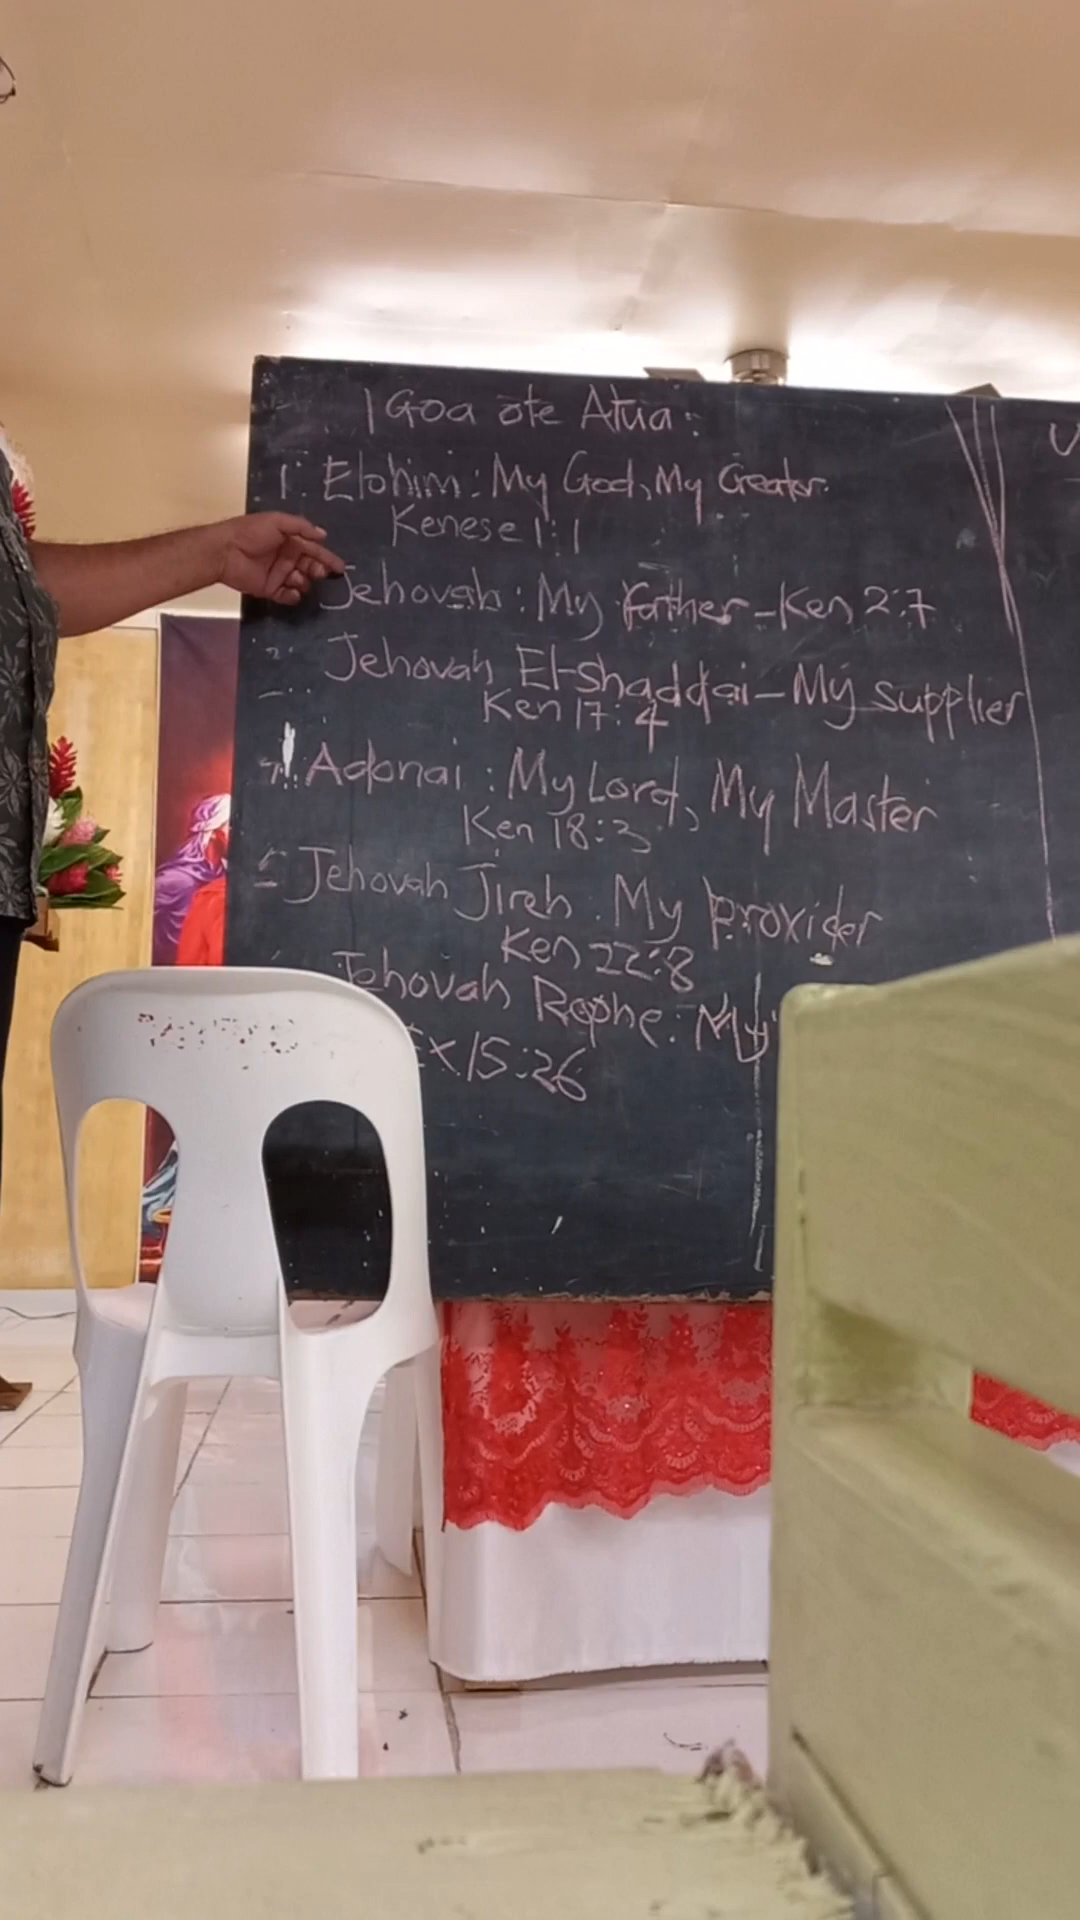 IGoa ote Atua:
1. Elohim: My God, My Creator.
Kenese 1:1
Jehovah: My Father - Ken 2:7
Jehovah El-shaddai - My supplier
Ken 17:4
Adonai: My Lord, My Master
Ken 18:3
5 Jehovah Jireh. My provider
Ken 22:8
Jehovah Rophe: My
EX 15:26